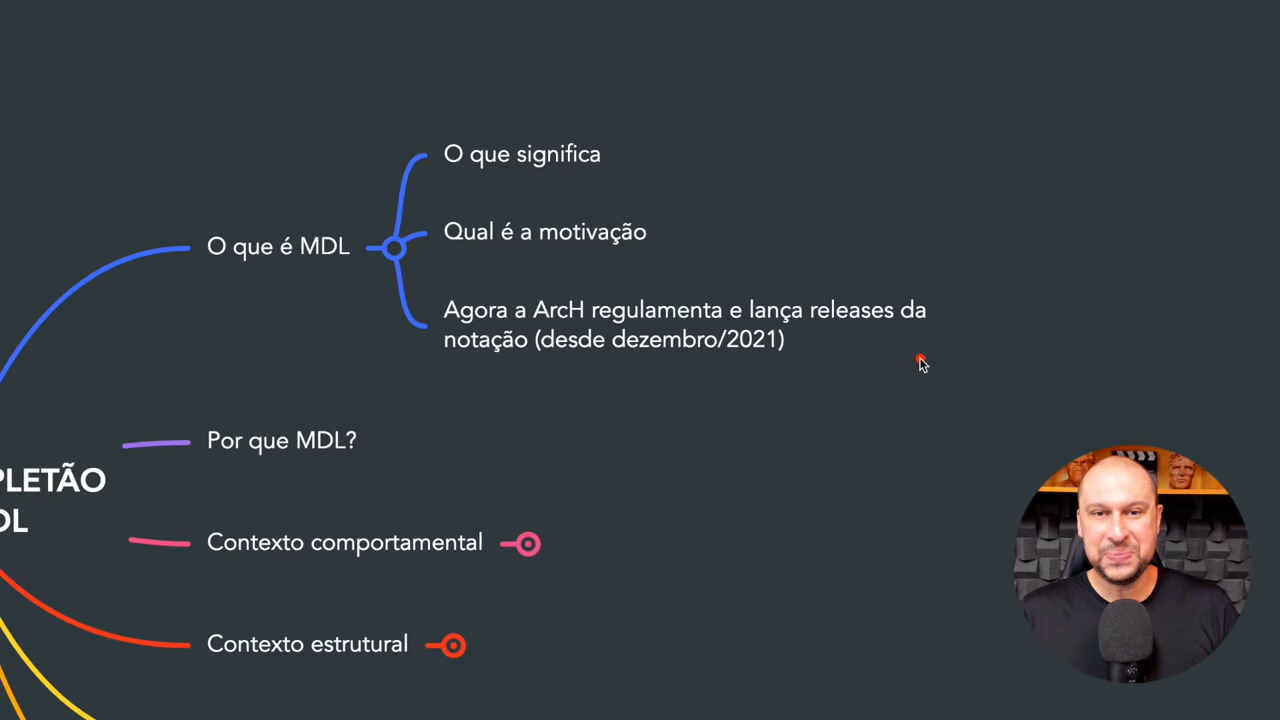 O que significa
O que é MDL
Qual é a motivação
Agora a ArcH regulamenta e lança releases da
notação (desde dezembro/2021)
Por que MDL?
PLETÃO
DL
Contexto comportamental
Contexto estrutural